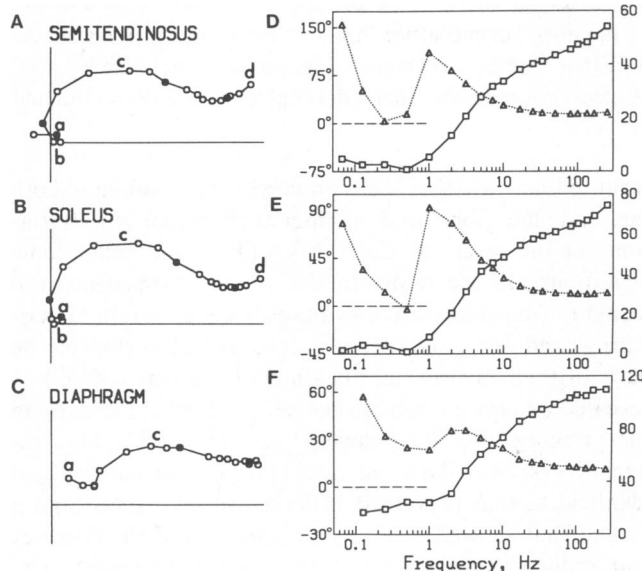 A SEMITENDINOSUS
c
d
a
b
B SOLEUS
c
d
a
b
C DIAPHRAGM
a
c
D
150°
75°
0°
-75°
60
40
20
0
E
90°
0°
-45°
80
60
40
20
0
F
60°
30°
0°
-30°
120
100
80
40
0
0.1 1 10 100
Frequency, Hz